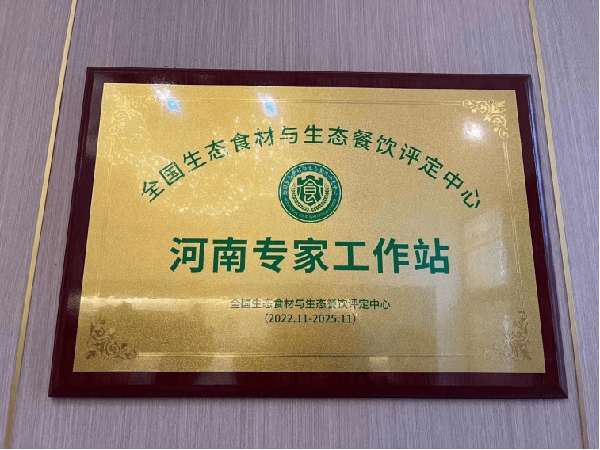 全国生态食材与生态餐饮评定中心
食
河南专家工作站
全国生态食材与生态餐饮评定中心
(2022.11-2025.11)